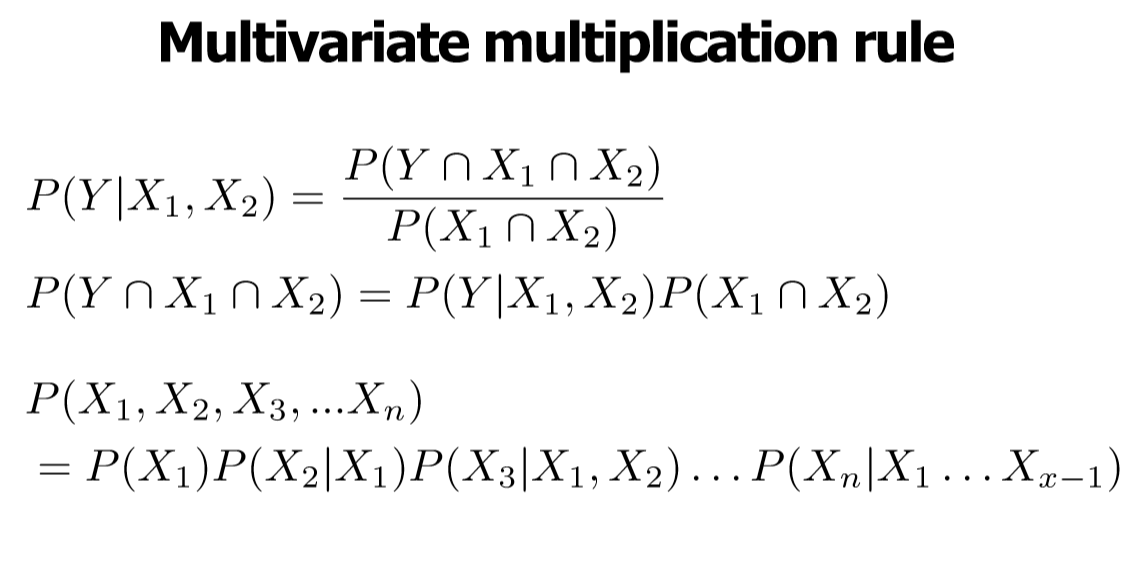 Multivariate multiplication rule
P(Y|X₁, X₂) = P(Y ∩ X₁ ∩ X₂) / P(X₁ ∩ X₂)
P(Y ∩ X₁ ∩ X₂) = P(Y|X₁, X₂)P(X₁ ∩ X₂)
P(X₁, X₂, X₃, ...Xₙ)
= P(X₁)P(X₂|X₁)P(X₃|X₁, X₂) . . . P(Xₙ|X₁ . . . Xₓ₋₁)